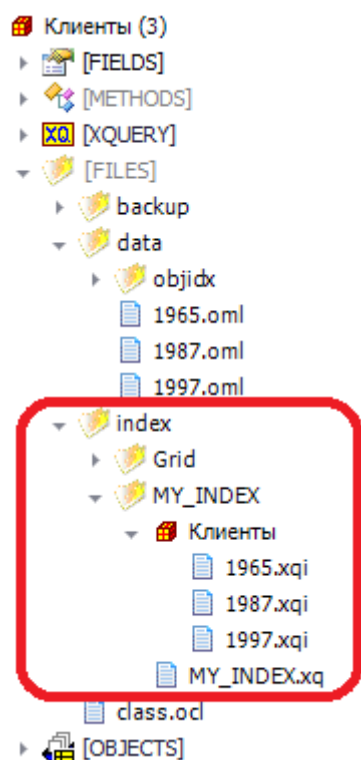 Клиенты (3)
[FIELDS]
[METHODS]
XQ [XQUERY]
[FILES]
backup
data
objidx
1965.oml
1987.oml
1997.oml
index
Grid
MY_INDEX
Клиенты
1965.xqi
1987.xqi
1997.xqi
MY_INDEX.xq
class.ocl
[OBJECTS]